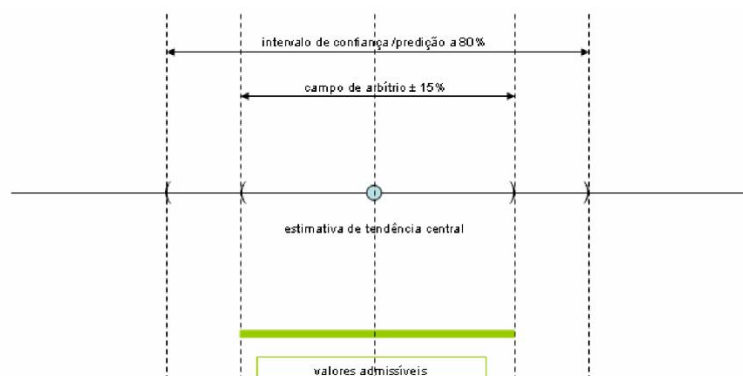 intervalo de confiança/predição a 80%
campo de arbítrio ± 15%
estimativa de tendência central
valores admissíveis